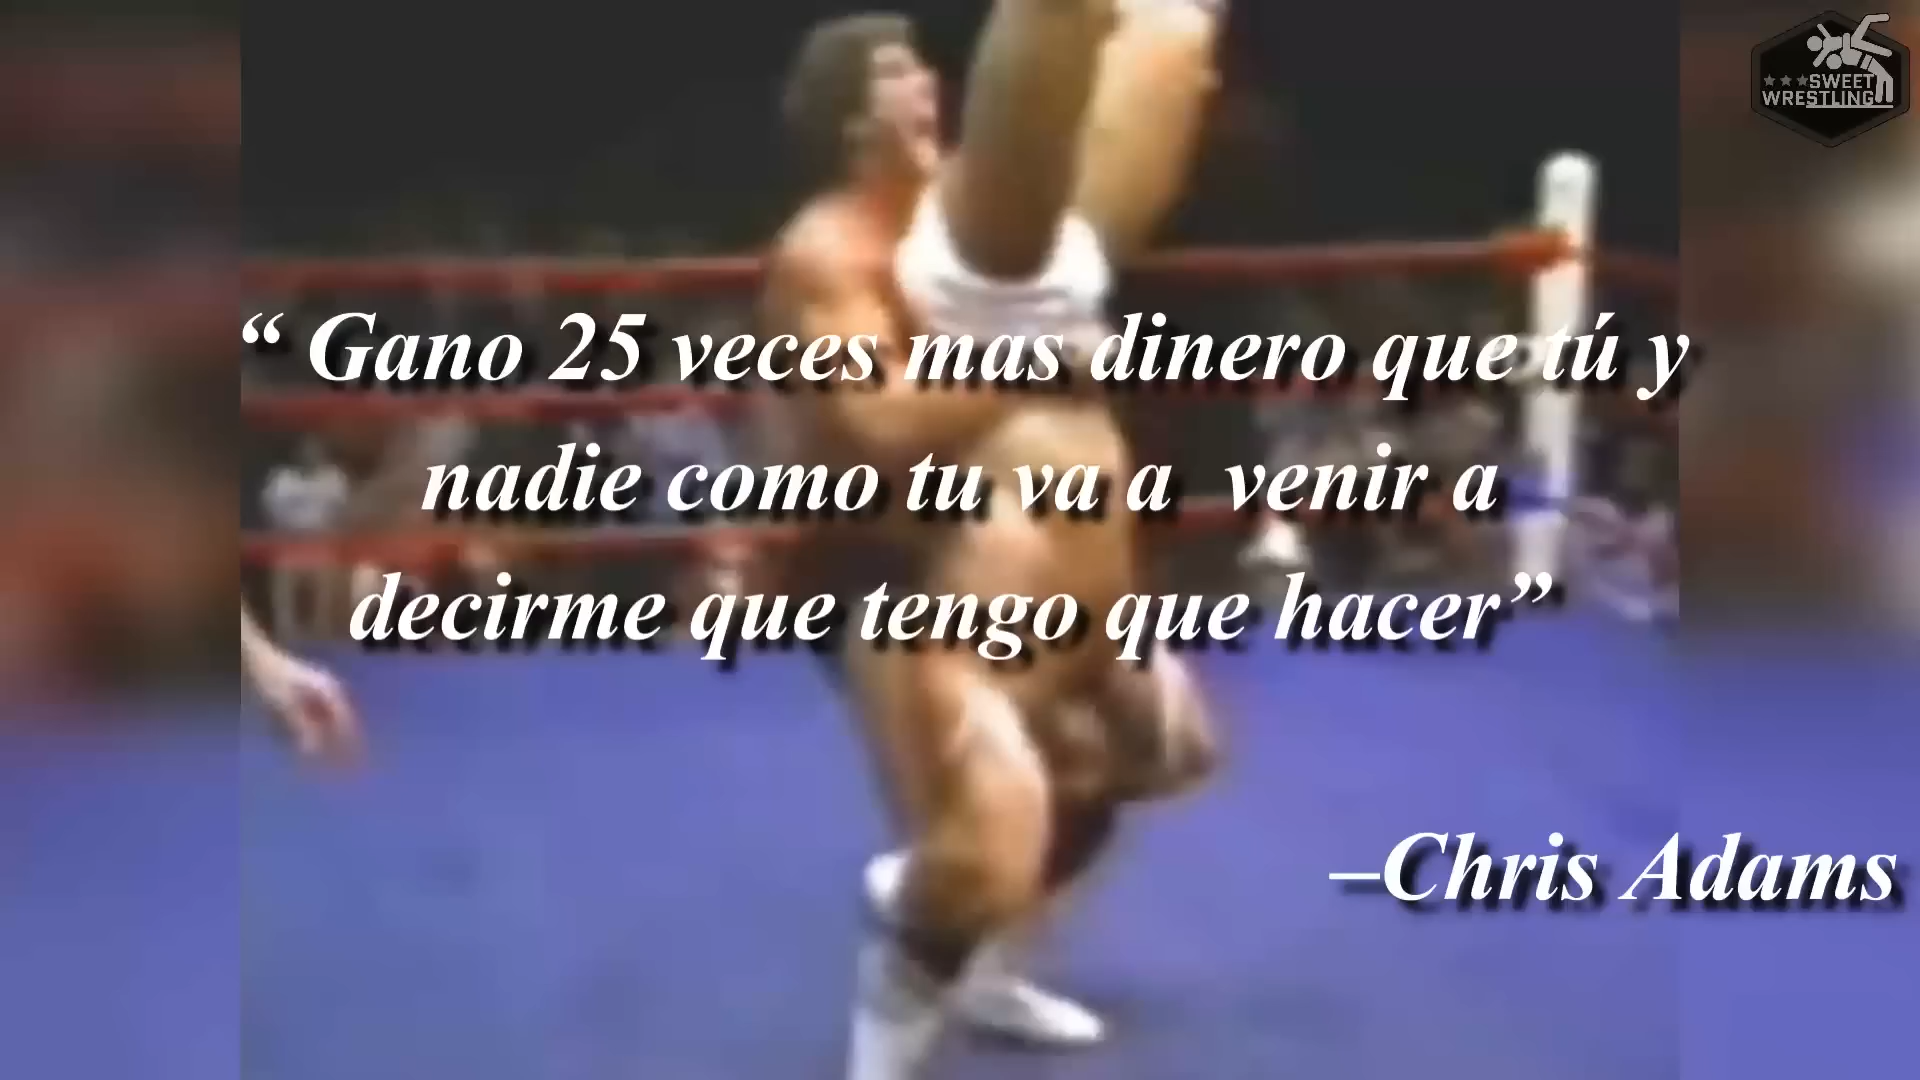 SWEET
WRESTLING
“ Gano 25 veces mas dinero que tú y
nadie como tu va a  venir a
decirme que tengo que hacer”
–Chris Adams